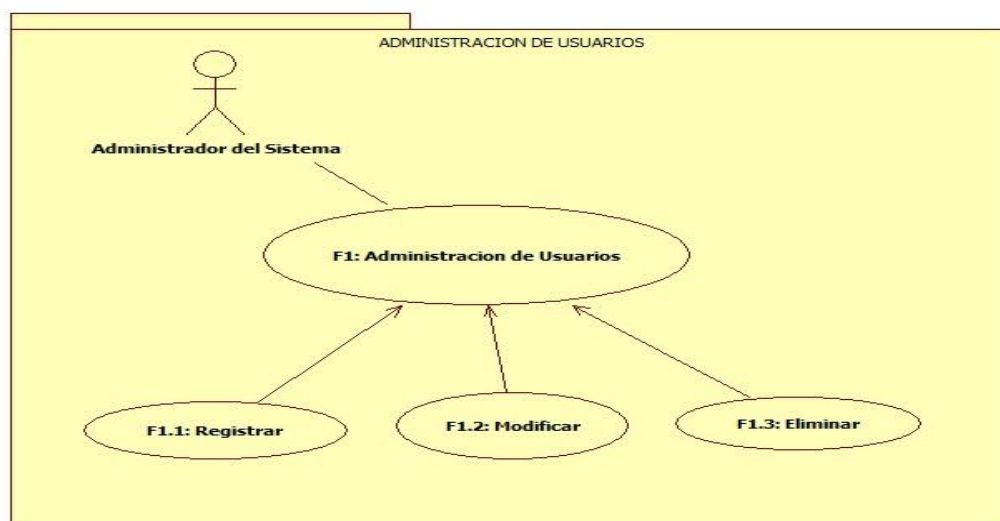 ADMINISTRACION DE USUARIOS
Administrador del Sistema
F1: Administracion de Usuarios
F1.1: Registrar
F1.2: Modificar
F1.3: Eliminar